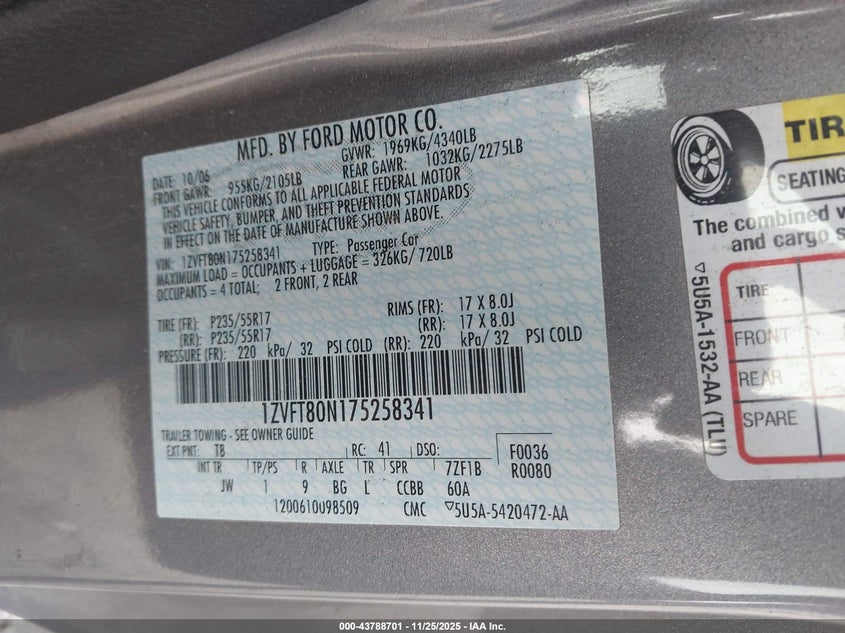 MFD. BY FORD MOTOR CO.
DATE: 10/06 GVWR: 1969KG/4340LB
FRONT GAWR: 955KG/2105LB REAR GAWR: 1032KG/2275LB
THIS VEHICLE CONFORMS TO ALL APPLICABLE FEDERAL MOTOR
VEHICLE SAFETY, BUMPER, AND THEFT PREVENTION STANDARDS
IN EFFECT ON THE DATE OF MANUFACTURE SHOWN ABOVE.
VIN: 1ZVFT80N175258341 TYPE: Passenger Car
MAXIMUM LOAD = OCCUPANTS + LUGGAGE = 326KG/ 720LB
OCCUPANTS = 4 TOTAL; 2 FRONT, 2 REAR
TIRE (FR): P235/55R17 RIMS (FR): 17 X 8.0J
(RR): P235/55R17 (RR): 17 X 8.0J
PRESSURE (FR): 220 kPa/ 32 PSI COLD (RR): 220 kPa/ 32 PSI COLD
1ZVFT80N175258341
TRAILER TOWING - SEE OWNER GUIDE
EXT PNT: T8 RC: 41 DSO: F0036
INT TR TP/PS R AXLE TR SPR 7ZF1B R0080
JW 1 9 BG L CCBB 60A
1200610098509 CMC ▽5U5A-5420472-AA
TIR
SEATING
The combined
and cargo
TIRE
FRONT
REAR
SPARE
▽5U5A-1532-AA (TLU)
000-43788701 - 11/25/2025 - IAA Inc.